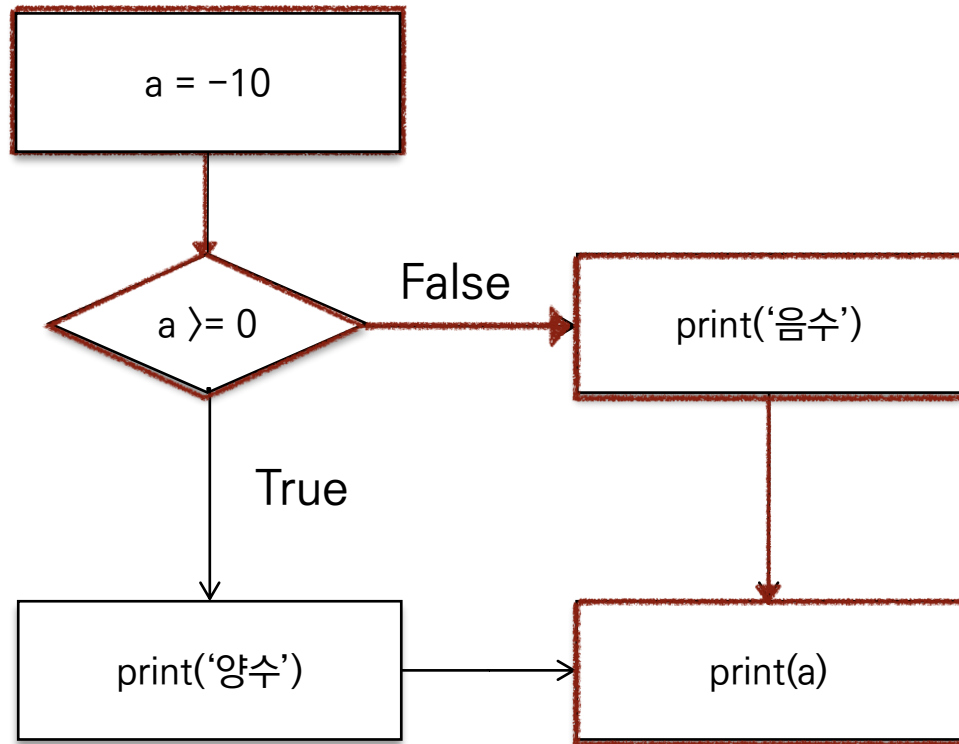 a = −10
a >= 0
False
print(‘음수’)
True
print(‘양수’)
print(a)